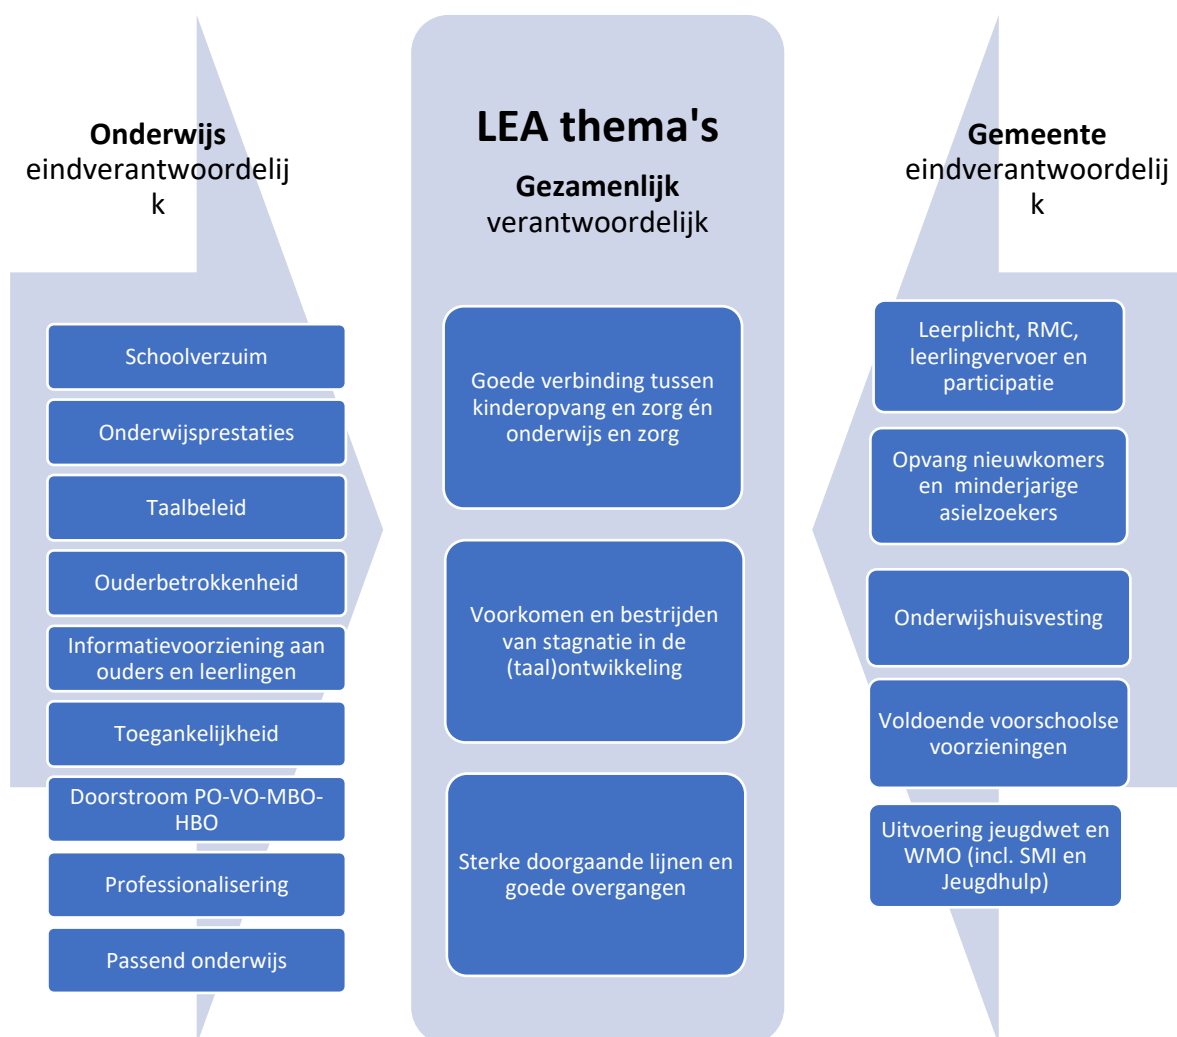 Onderwijs
eindverantwoordelij
k
Schoolverzuim
Onderwijsprestaties
Taalbeleid
Ouderbetrokkenheid
Informatievoorziening aan
ouders en leerlingen
Toegankelijkheid
Doorstroom PO-VO-MBO-
HBO
Professionalisering
Passend onderwijs
LEA thema's
Gezamenlijk
verantwoordelijk
Goede verbinding tussen
kinderopvang en zorg én
onderwijs en zorg
Voorkomen en bestrijden
van stagnatie in de
(taal)ontwikkeling
Sterke doorgaande lijnen en
goede overgangen
Gemeente
eindverantwoordelij
k
Leerplicht, RMC,
leerlingvervoer en
participatie
Opvang nieuwkomers
en  minderjarige
asielzoekers
Onderwijshuisvesting
Voldoende voorschoolse
voorzieningen
Uitvoering jeugdwet en
WMO (incl. SMI en
Jeugdhulp)